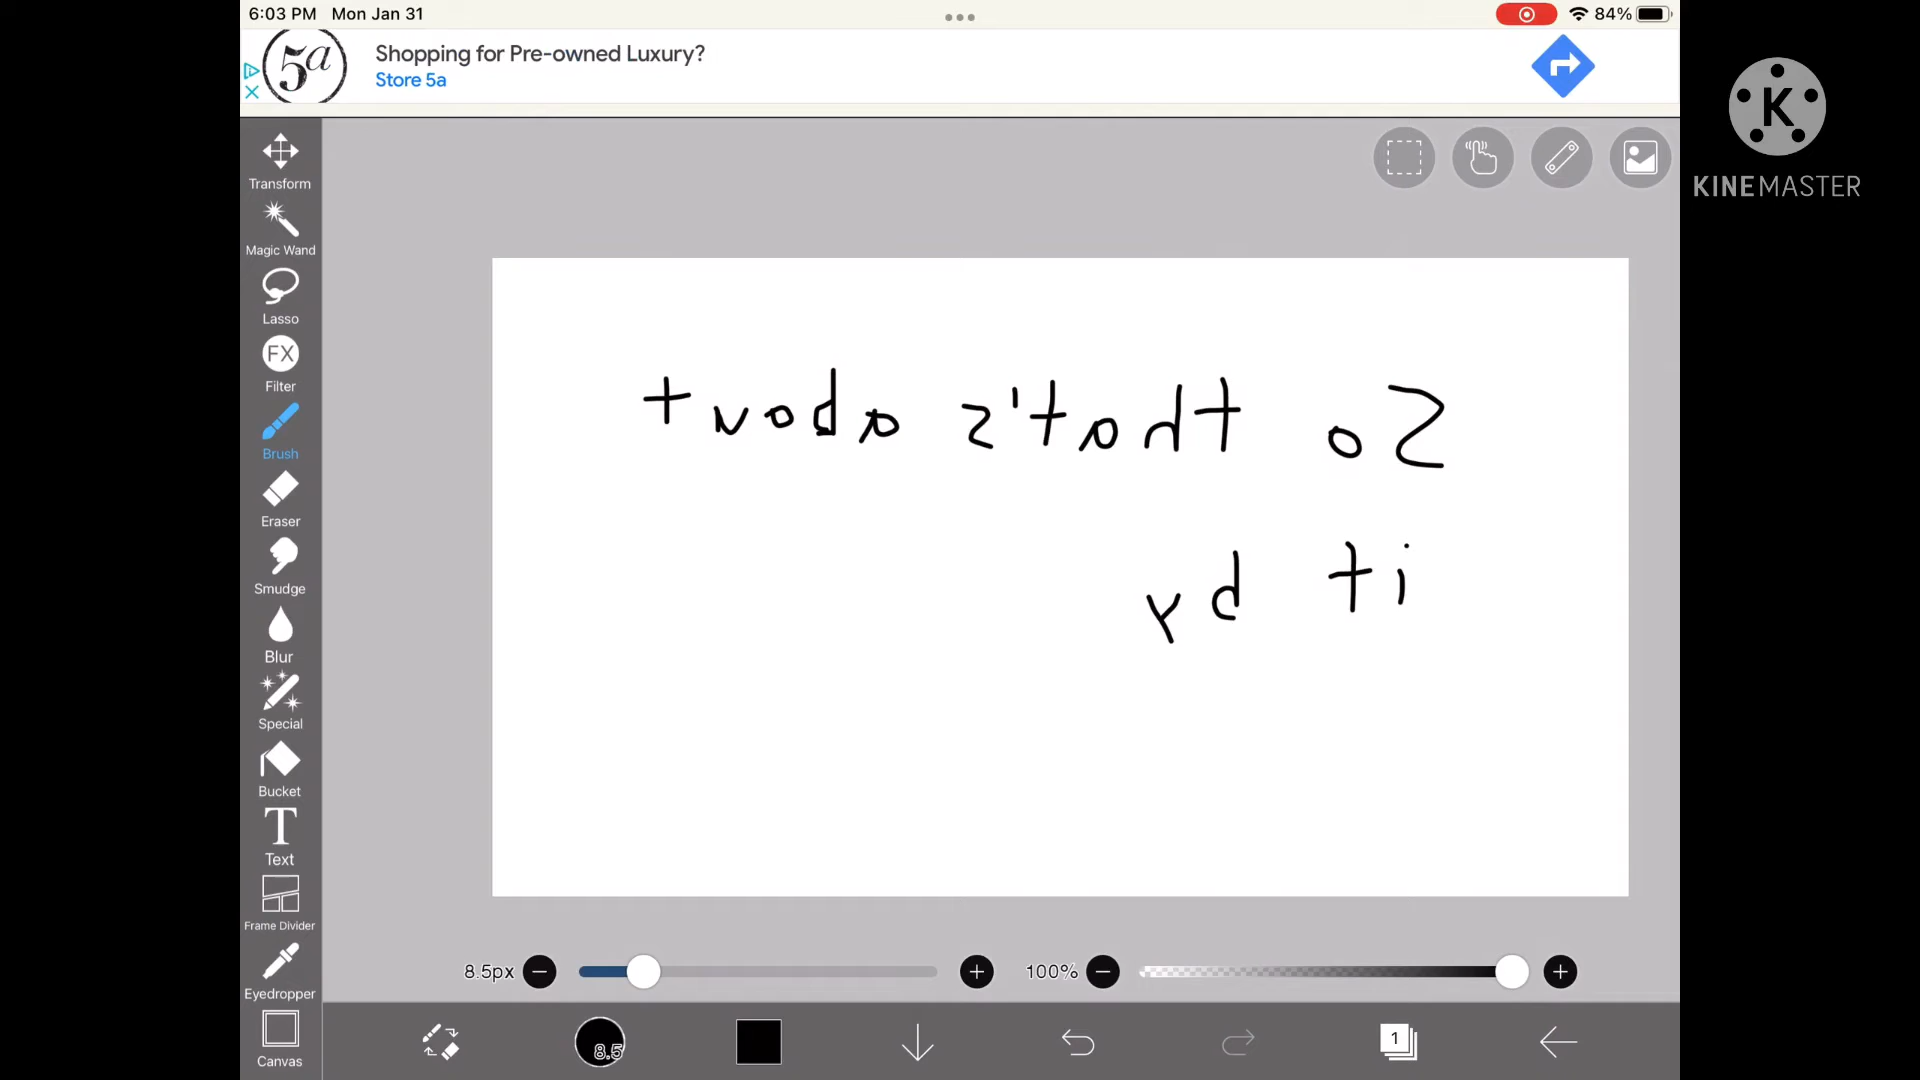 6:03 PM Mon Jan 31
84%
5a
Shopping for Pre-owned Luxury?
Store 5a
K
KINEMASTER
Transform
Magic Wand
Lasso
FX
Filter
Brush
Eraser
Smudge
Blur
Special
Bucket
T
Text
Frame Divider
Eyedropper
Canvas
So that's about
it by
8.5px
100%
8.5
1